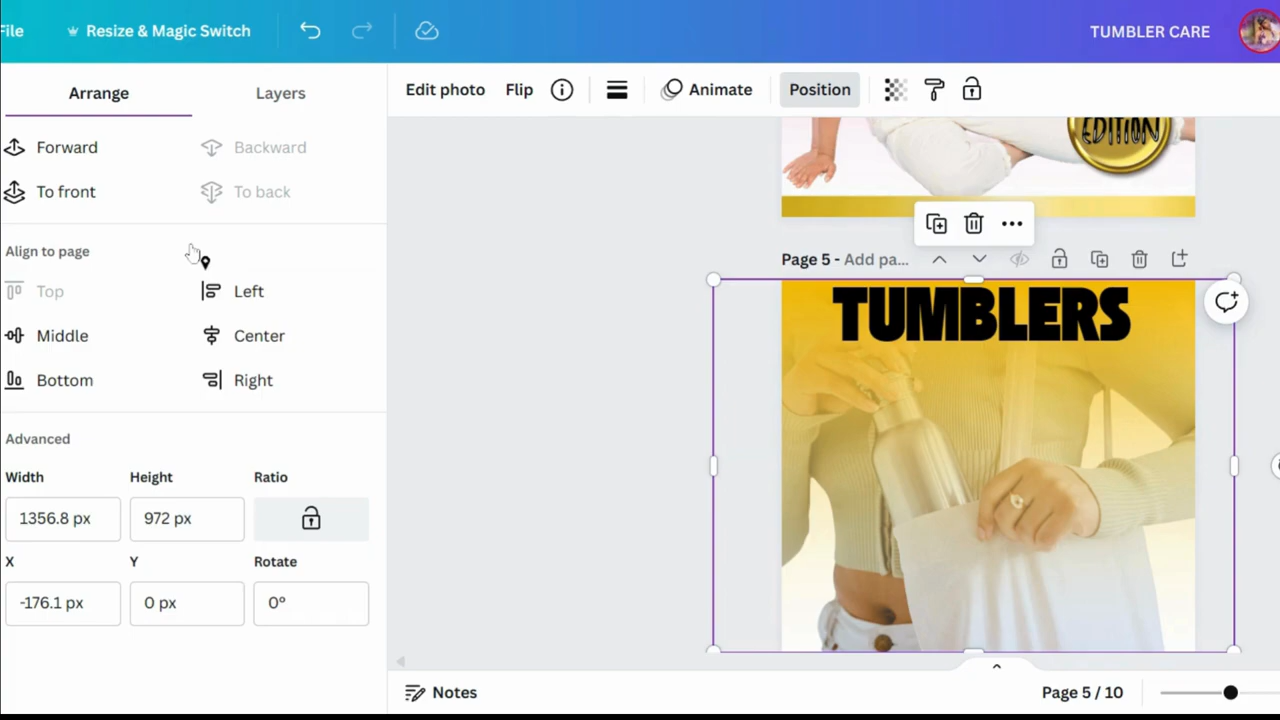 File
Resize & Magic Switch
TUMBLER CARE
Arrange
Layers
Edit photo
Flip
Animate
Position
Forward
Backward
To front
To back
Align to page
Top
Left
Middle
Center
Bottom
Right
Advanced
Width
Height
Ratio
1356.8 px
972 px
X
Y
Rotate
-176.1 px
0 px
0°
EDITION
Page 5 - Add pa...
TUMBLERS
Notes
Page 5 / 10